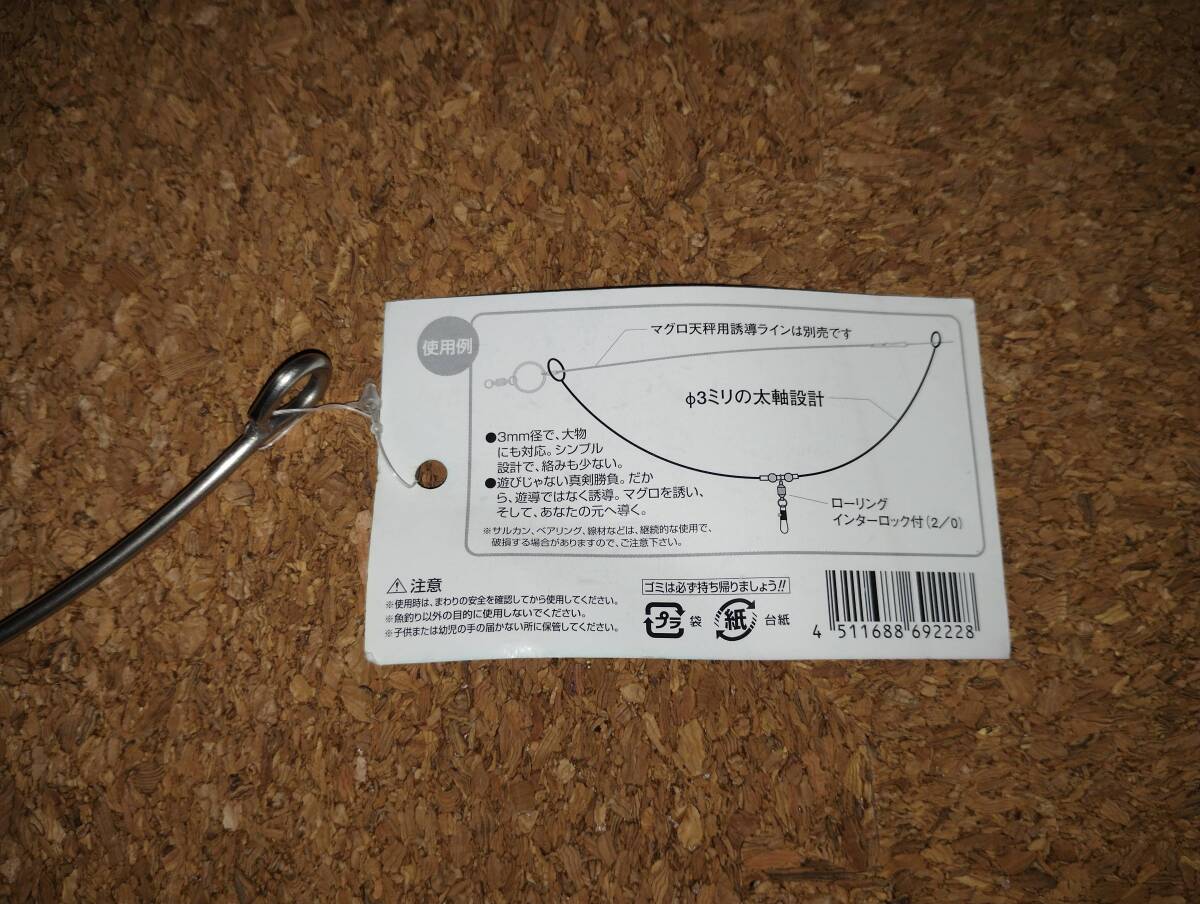 使用例
マグロ天秤用誘導ラインは別売です
φ3ミリの太軸設計
●3mm径で、大物
にも対応。シンプル
設計で、絡みも少ない。
●遊びじゃない真剣勝負。だか
ら、遊導ではなく誘導。マグロを誘い、
そして、あなたの元へ導く。
ローリング
インターロック付(2/0)
※サルカン、ベアリング、線材などは、継続的な使用で、
破損する場合がありますので、ご注意下さい。
⚠注意
※使用時は、まわりの安全を確認してから使用してください。
※魚釣り以外の目的に使用しないでください。
※子供または幼児の手の届かない所に保管してください。
ゴミは必ず持ち帰りましょう!!
プラ 袋 紙 台紙
4 511688 692228